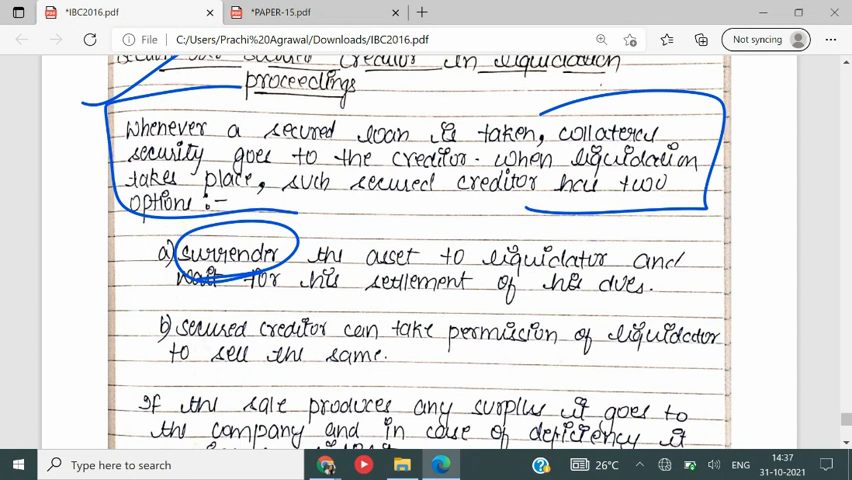 *IBC2016.pdf
*PAPER-15.pdf
File
C:/Users/Prachi%20Agrawal/Downloads/IBC2016.pdf
Not syncing
Creditor in liquidation
proceedings
Whenever a secured loan is taken, collateral
security goes to the creditor. when liquidation
takes place, such secured creditor has two
options :-
a) surrender the asset to liquidator and
wait for his settlement of his dues.
b) secured creditor can take permission of liquidator
to sell the same.
If the sale produces any surplus it goes to
the company and in case of deficiency it
Type here to search
26°C
ENG
14:37
31-10-2021